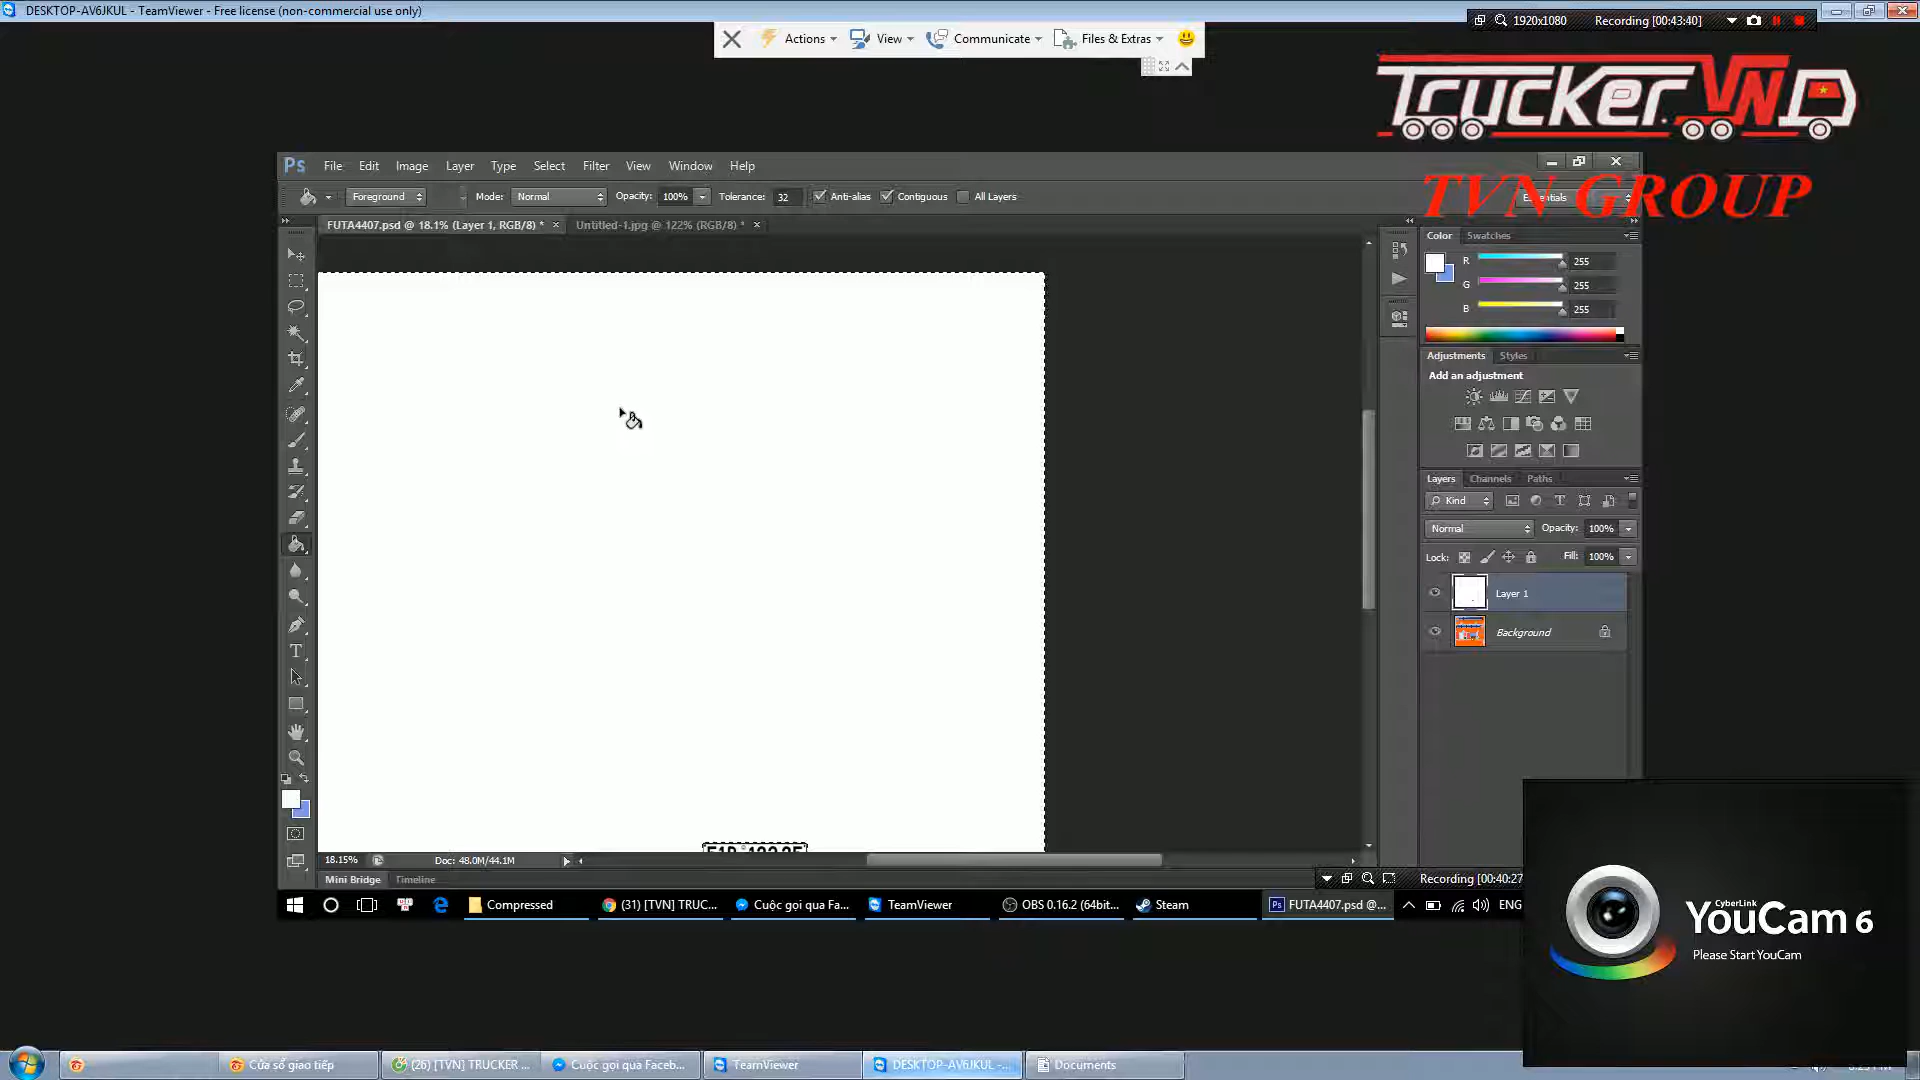 DESKTOP-AV6JKUL - TeamViewer - Free license (non-commercial use only)
1920x1080 Recording [00:43:40]
Actions View Communicate Files & Extras
TruckerVN
TVN GROUP
Ps File Edit Image Layer Type Select Filter View Window Help
Foreground Mode: Normal Opacity: 100% Tolerance: 32 Anti-alias Contiguous All Layers
FUTA4407.psd @ 18.1% (Layer 1, RGB/8) * Untitled-1.jpg @ 122% (RGB/8) *
Color Swatches
R 255
G 255
B 255
Adjustments Styles
Add an adjustment
Layers Channels Paths
Kind
Normal Opacity: 100%
Lock: Fill: 100%
Layer 1
Background
18.15% Doc: 48.0M/44.1M
Mini Bridge Timeline
Recording [00:40:27
Compressed (31) [TVN] TRUC... Cuộc gọi qua Fa... TeamViewer OBS 0.16.2 (64bit... Steam Ps FUTA4407.psd @... ENG
CyberLink
YouCam 6
Please Start YouCam
Cửa sổ giao tiếp (26) [TVN] TRUCKER ... Cuộc gọi qua Faceb... TeamViewer DESKTOP-AV6JKUL -... Documents